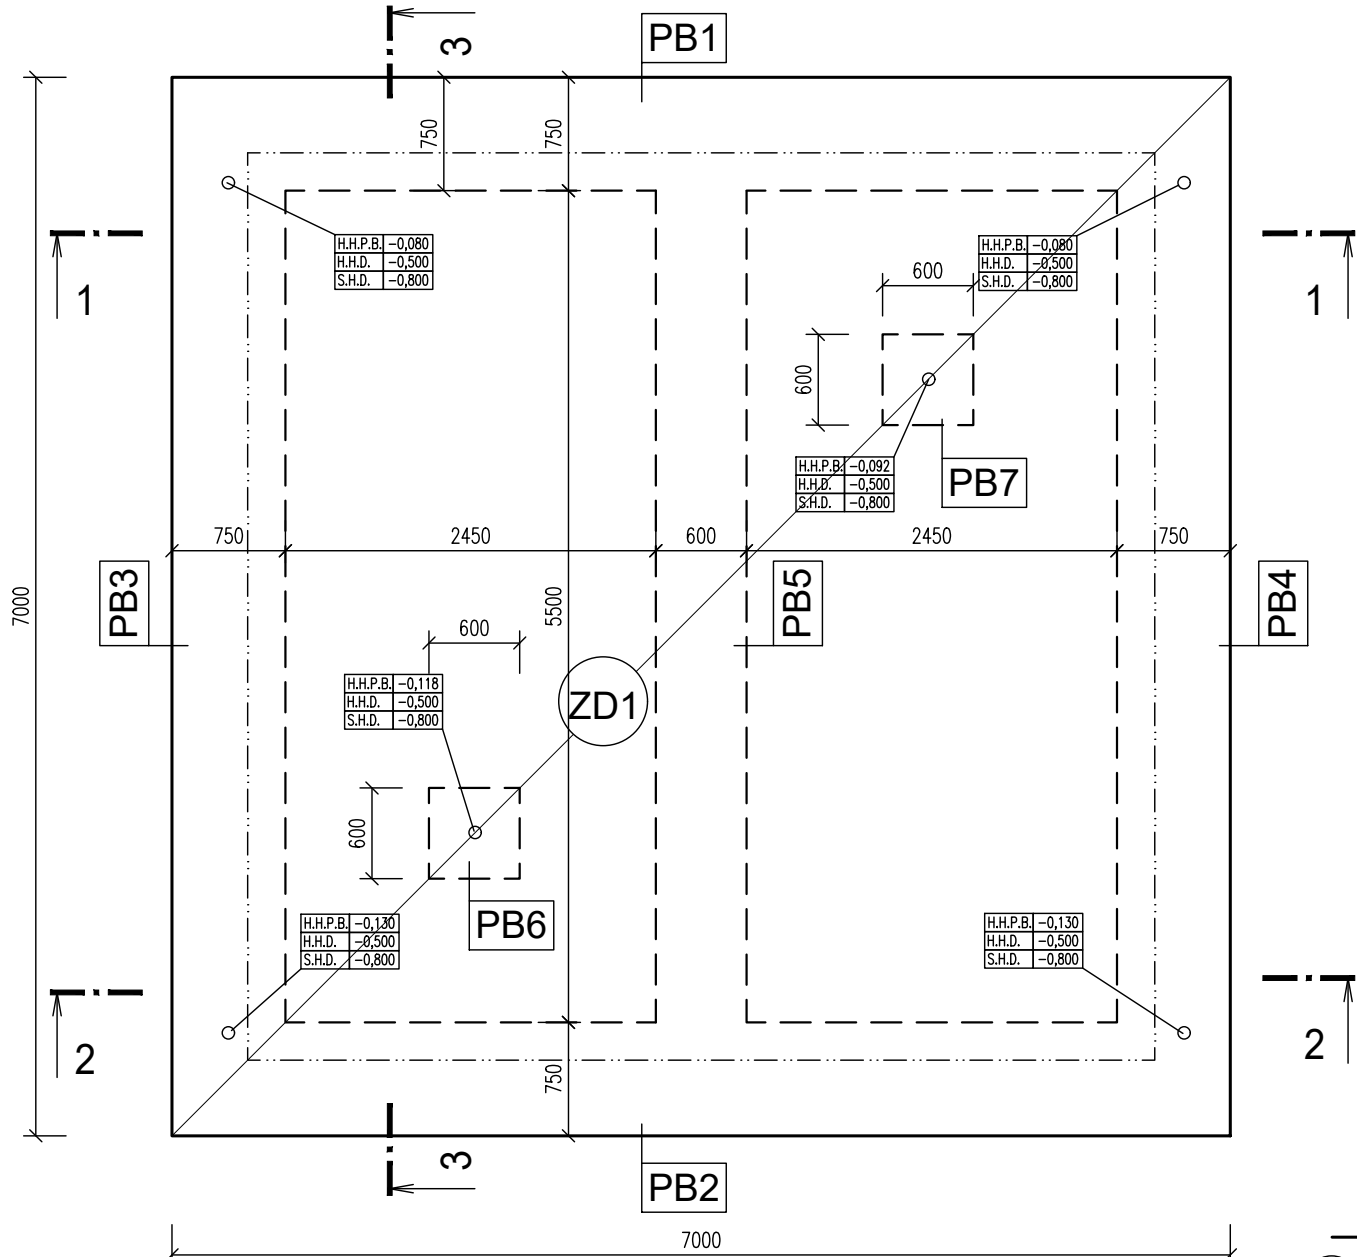 3
PB1
750
750
H.H.P.B. -0,080
H.H.D. -0,500
S.H.D. -0,800
H.H.P.B. -0,080
H.H.D. -0,500
S.H.D. -0,800
1
1
600
600
H.H.P.B. -0,092
H.H.D. -0,500
S.H.D. -0,800
PB7
750
2450
600
2450
750
7000
PB3
5500
PB5
PB4
600
H.H.P.B. -0,118
H.H.D. -0,500
S.H.D. -0,800
ZD1
600
PB6
H.H.P.B. -0,130
H.H.D. -0,500
S.H.D. -0,800
H.H.P.B. -0,130
H.H.D. -0,500
S.H.D. -0,800
2
2
750
3
PB2
7000